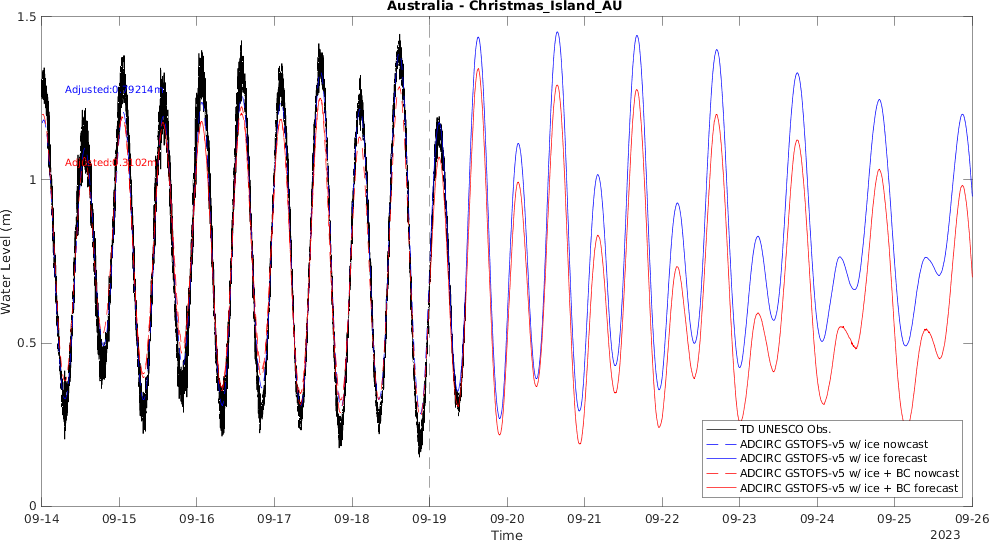 Australia - Christmas_Island_AU
1.5
1
0.5
0
Water Level (m)
Adjusted:0.
Adjusted:0.3102m
TD UNESCO Obs.
ADCIRC GSTOFS-v5 w/ ice nowcast
ADCIRC GSTOFS-v5 w/ ice forecast
ADCIRC GSTOFS-v5 w/ ice + BC nowcast
ADCIRC GSTOFS-v5 w/ ice + BC forecast
09-14 09-15 09-16 09-17 09-18 09-19 09-20 09-21 09-22 09-23 09-24 09-25 09-26
Time
2023